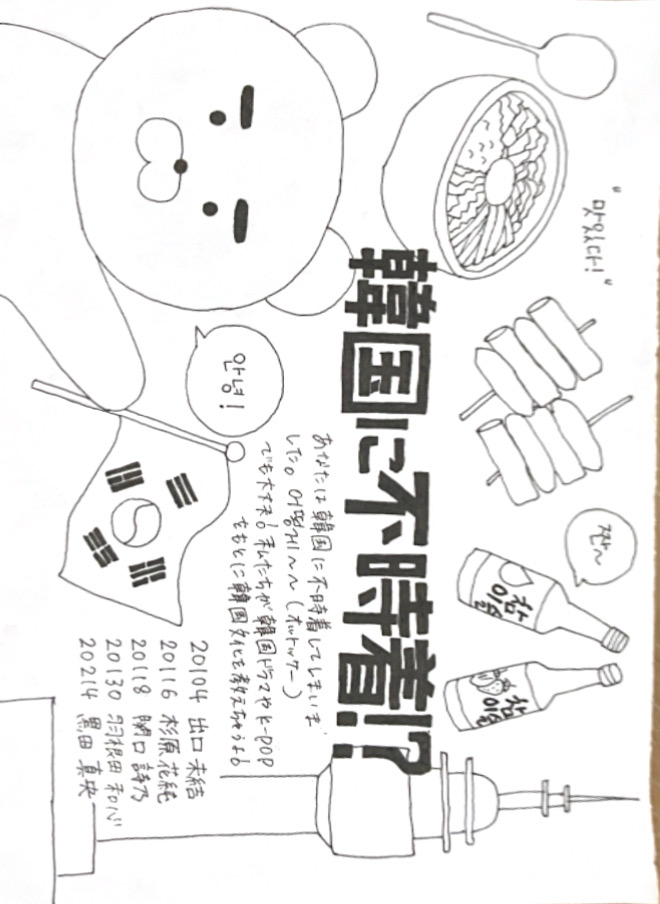 "맛있다!"
짠~
참
이슬
참
이슬
韓国に不時着!?
あなたは韓国に不時着してしまいま
した。어떻게~~(オットケー)
でも大丈夫!私たちが韓国ドラマやK-POP
をもとに韓国文化を教えちゃうよ!
안녕!
20104 出口 未結
20116 杉原 花純
20118 関口 詩乃
20130 羽根田 和心
20214 黒田 真央